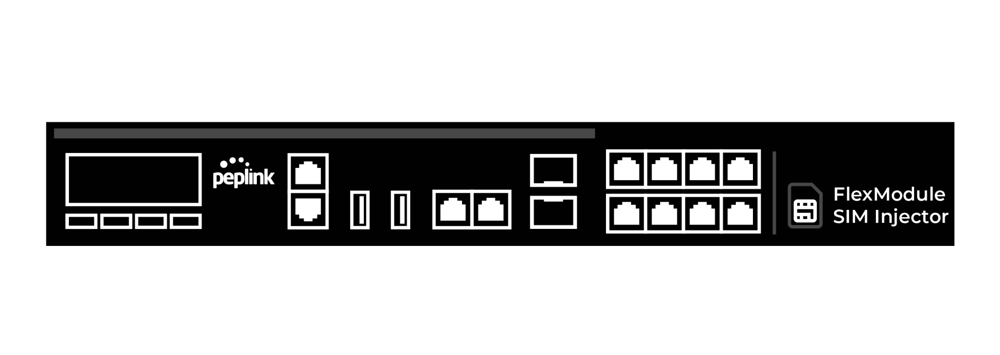 peplink
FlexModule
SIM Injector